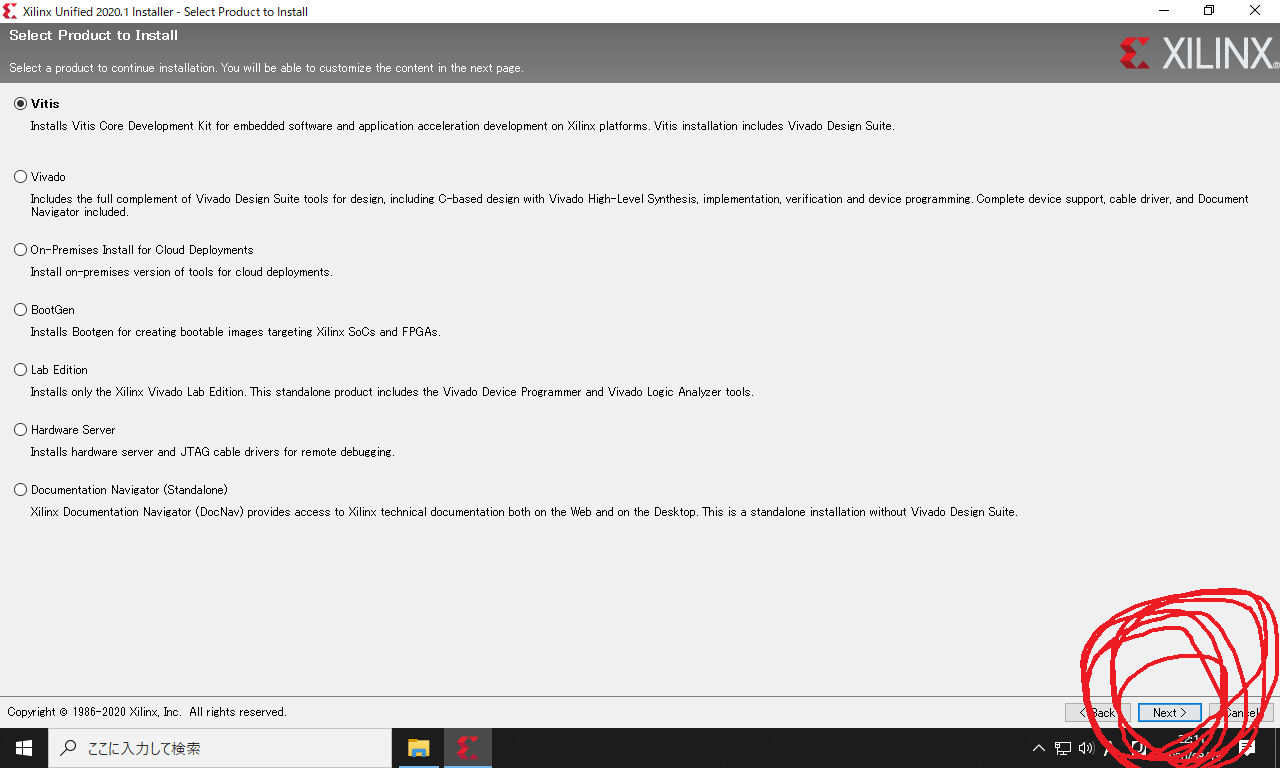 Xilinx Unified 2020.1 Installer - Select Product to Install
Select Product to Install
Select a product to continue installation. You will be able to customize the content in the next page.
XILINX®
Vitis
Installs Vitis Core Development Kit for embedded software and application acceleration development on Xilinx platforms. Vitis installation includes Vivado Design Suite.
Vivado
Includes the full complement of Vivado Design Suite tools for design, including C-based design with Vivado High-Level Synthesis, implementation, verification and device programming. Complete device support, cable driver, and Document
Navigator included.
On-Premises Install for Cloud Deployments
Install on-premises version of tools for cloud deployments.
BootGen
Installs Bootgen for creating bootable images targeting Xilinx SoCs and FPGAs.
Lab Edition
Installs only the Xilinx Vivado Lab Edition. This standalone product includes the Vivado Device Programmer and Vivado Logic Analyzer tools.
Hardware Server
Installs hardware server and JTAG cable drivers for remote debugging.
Documentation Navigator (Standalone)
Xilinx Documentation Navigator (DocNav) provides access to Xilinx technical documentation both on the Web and on the Desktop. This is a standalone installation without Vivado Design Suite.
Copyright © 1986-2020 Xilinx, Inc. All rights reserved.
< Back Next > Cancel
ここに入力して検索